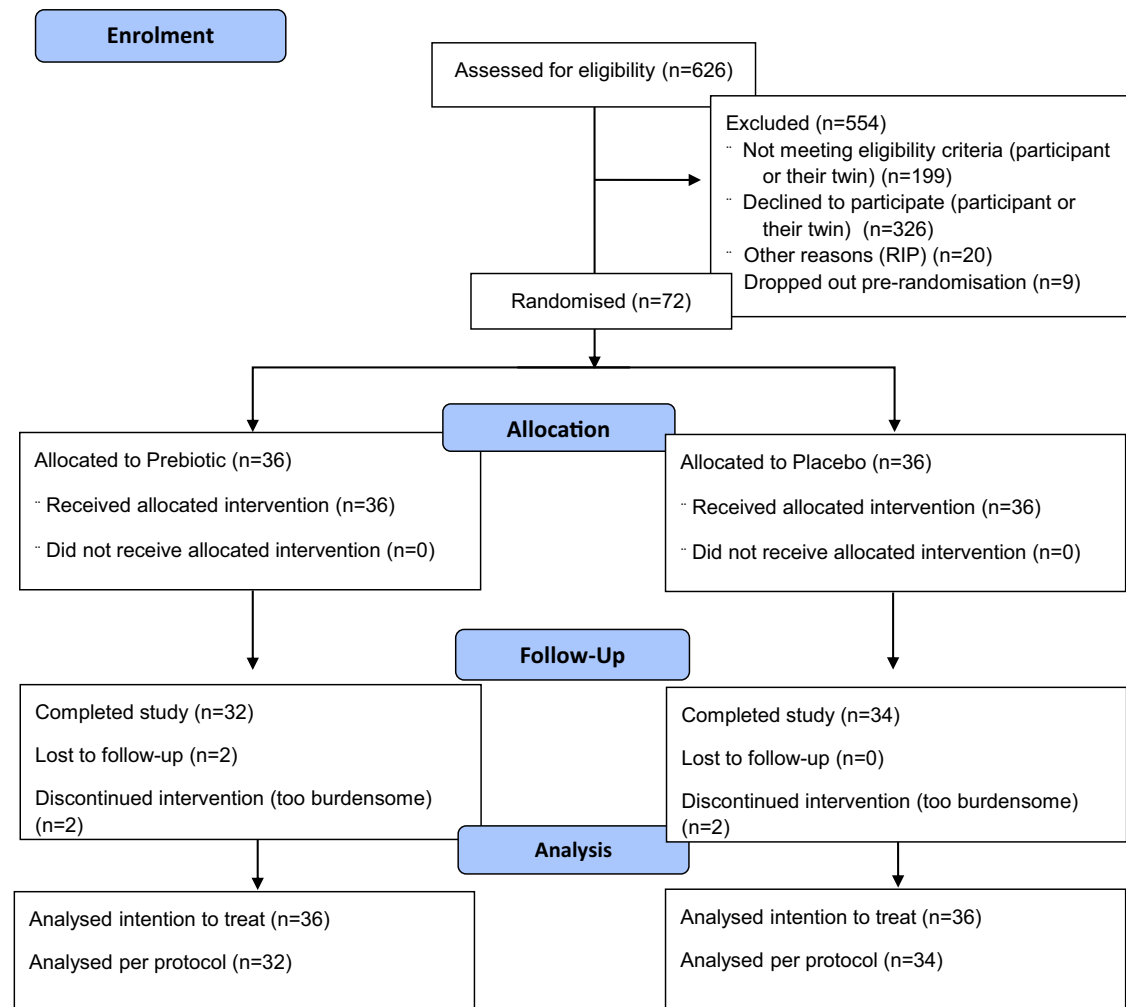 Enrolment
Assessed for eligibility (n=626)
Excluded (n=554)
¨ Not meeting eligibility criteria (participant
or their twin) (n=199)
¨ Declined to participate (participant or
their twin) (n=326)
¨ Other reasons (RIP) (n=20)
Dropped out pre-randomisation (n=9)
Randomised (n=72)
Allocation
Allocated to Prebiotic (n=36)
¨ Received allocated intervention (n=36)
¨ Did not receive allocated intervention (n=0)
Allocated to Placebo (n=36)
¨ Received allocated intervention (n=36)
¨ Did not receive allocated intervention (n=0)
Follow-Up
Completed study (n=32)
Lost to follow-up (n=2)
Discontinued intervention (too burdensome)
(n=2)
Completed study (n=34)
Lost to follow-up (n=0)
Discontinued intervention (too burdensome)
(n=2)
Analysis
Analysed intention to treat (n=36)
Analysed per protocol (n=32)
Analysed intention to treat (n=36)
Analysed per protocol (n=34)